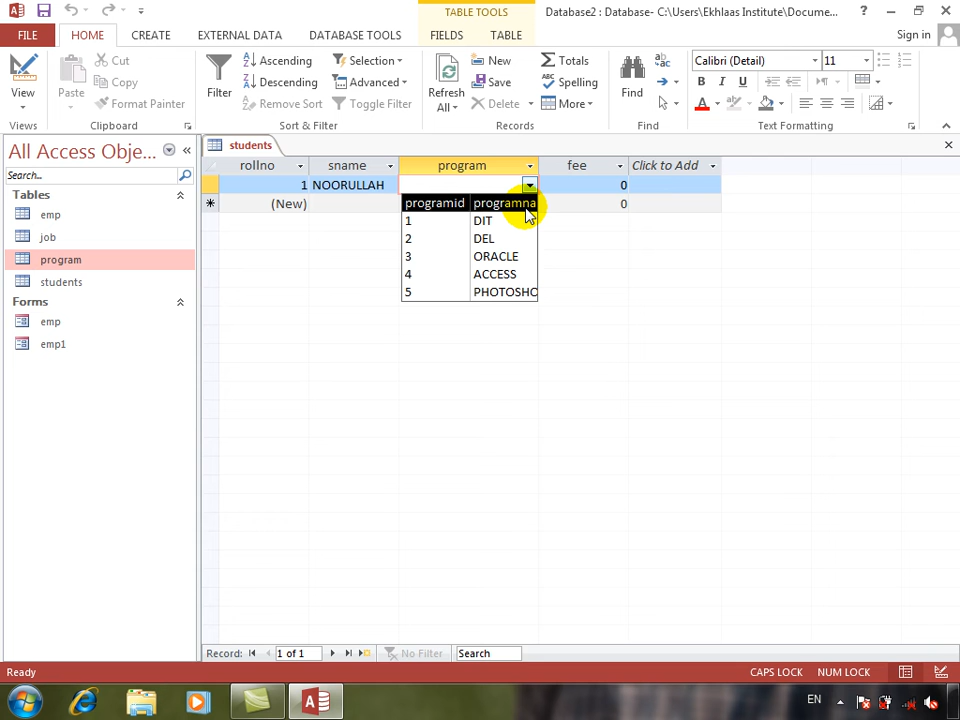 TABLE TOOLS
Database2 : Database- C:\Users\Ekhlaas Institute\Docume...
FILE HOME CREATE EXTERNAL DATA DATABASE TOOLS FIELDS TABLE Sign in
View
Views
Paste
Cut
Copy
Format Painter
Clipboard
Filter
Ascending
Descending
Remove Sort
Selection
Advanced
Toggle Filter
Sort & Filter
Refresh
All
New
Save
Delete
Totals
Spelling
More
Records
Find
Find
Calibri (Detail) 11
B I U
A
Text Formatting
All Access Obje...
Search...
Tables
emp
job
program
students
Forms
emp
emp1
students
rollno sname program fee Click to Add
1 NOORULLAH 0
(New) 0
programid programna
1 DIT
2 DEL
3 ORACLE
4 ACCESS
5 PHOTOSHO
Record: 1 of 1 No Filter Search
Ready CAPS LOCK NUM LOCK
EN